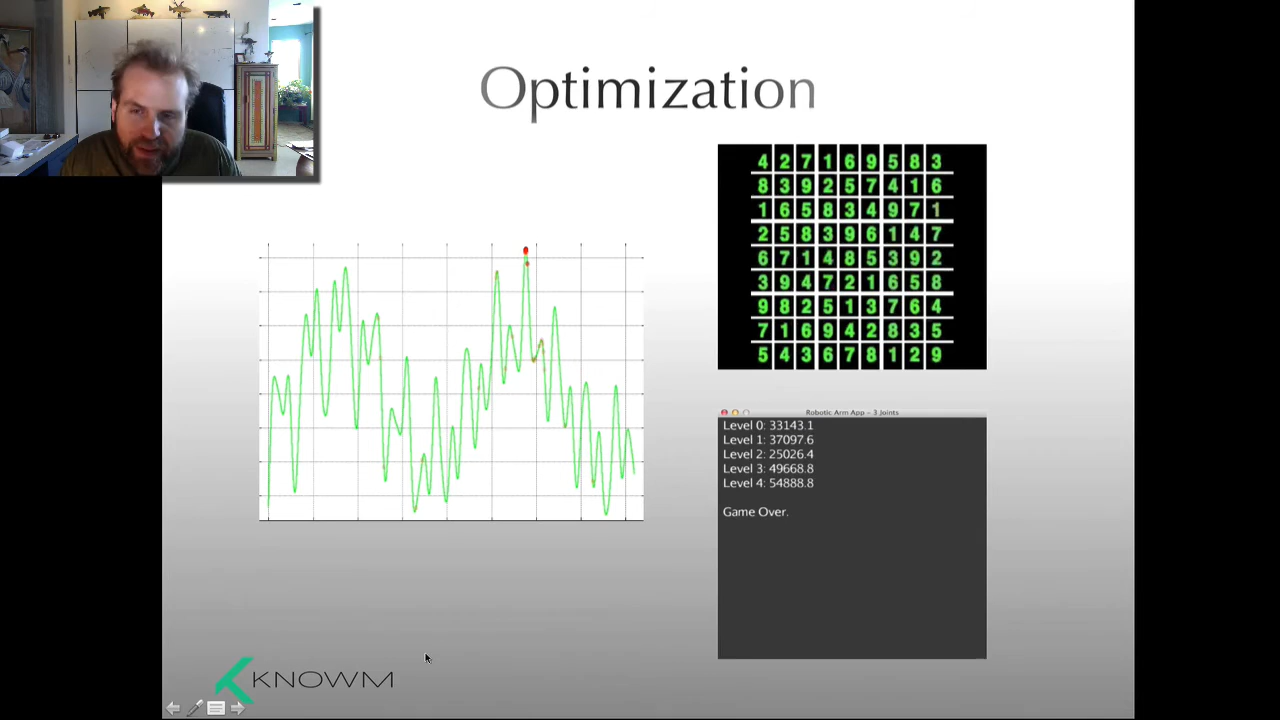 Optimization
4 2 7 1 6 9 5 8 3
8 3 9 2 5 7 4 1 6
1 6 5 8 3 4 9 7 1
2 5 8 3 9 6 1 4 7
6 7 1 4 8 5 3 9 2
3 9 4 7 2 1 6 5 8
9 8 2 5 1 3 7 6 4
7 1 6 9 4 2 8 3 5
5 4 3 6 7 8 1 2 9
Robotic Arm App - 3 Joints
Level 0: 33143.1
Level 1: 37097.6
Level 2: 25026.4
Level 3: 49668.8
Level 4: 54888.8
Game Over.
KNOWM